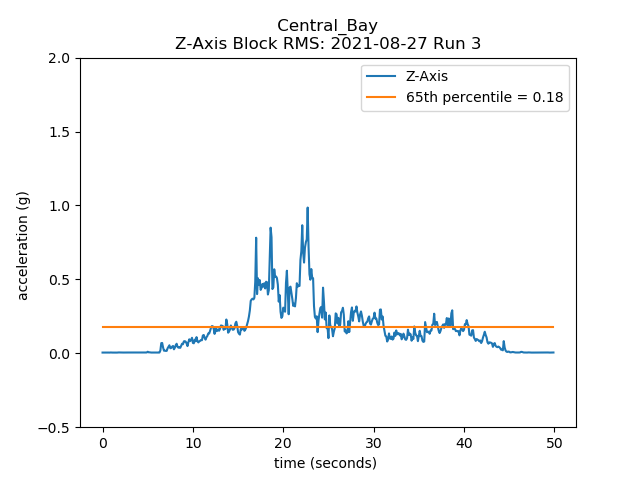 Central_Bay
Z-Axis Block RMS: 2021-08-27 Run 3
2.0
1.5
1.0
0.5
0.0
−0.5
acceleration (g)
Z-Axis
65th percentile = 0.18
0 10 20 30 40 50
time (seconds)